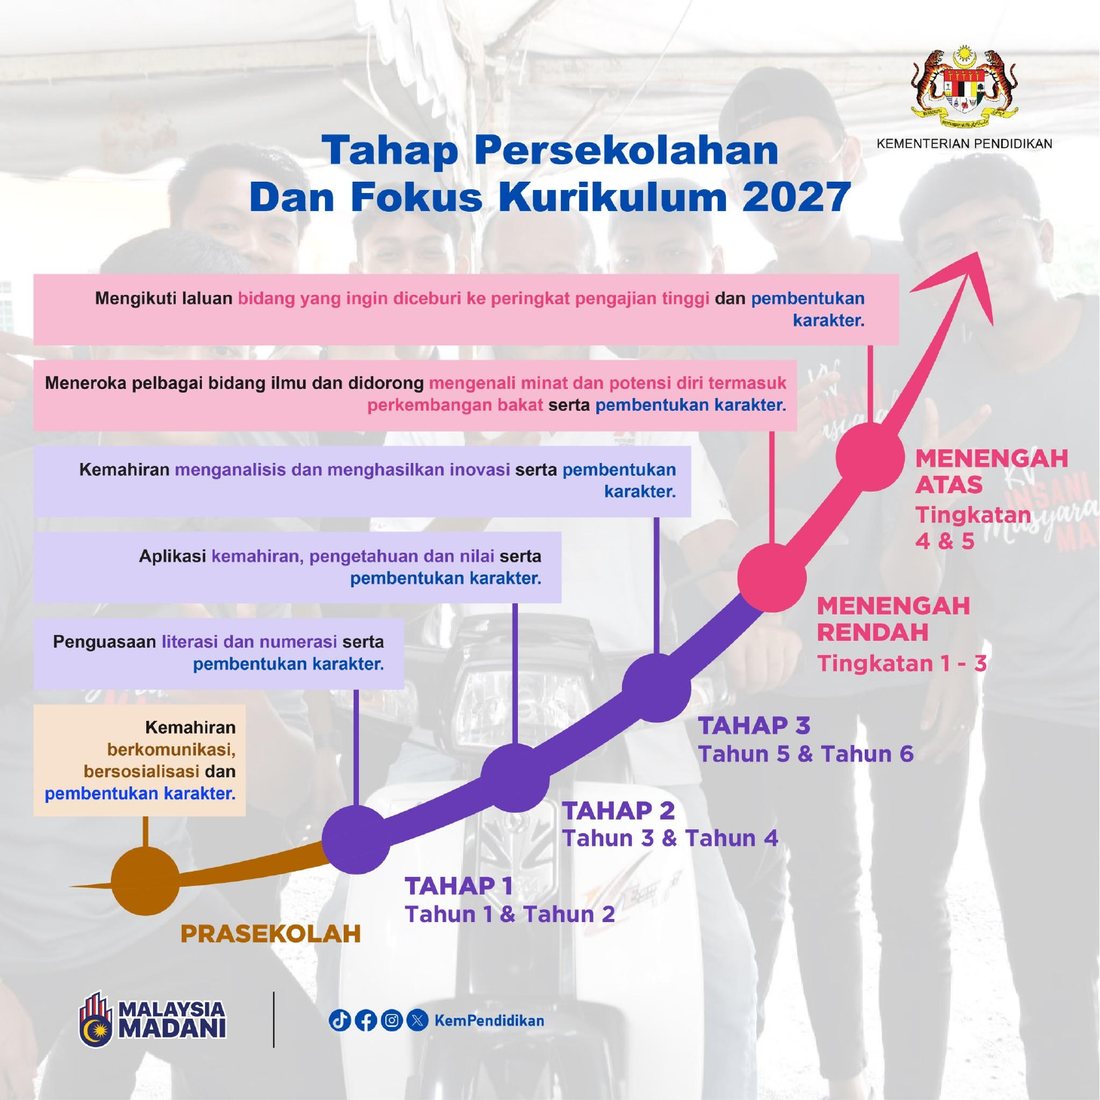 KEMENTERIAN PENDIDIKAN
Tahap Persekolahan
Dan Fokus Kurikulum 2027
Mengikuti laluan bidang yang ingin diceburi ke peringkat pengajian tinggi dan pembentukan
karakter.
Meneroka pelbagai bidang ilmu dan didorong mengenali minat dan potensi diri termasuk
perkembangan bakat serta pembentukan karakter.
Kemahiran menganalisis dan menghasilkan inovasi serta pembentukan
karakter.
Aplikasi kemahiran, pengetahuan dan nilai serta
pembentukan karakter.
Penguasaan literasi dan numerasi serta
pembentukan karakter.
Kemahiran
berkomunikasi,
bersosialisasi dan
pembentukan karakter.
MENENGAH
ATAS
Tingkatan
4 & 5
MENENGAH
RENDAH
Tingkatan 1 - 3
TAHAP 3
Tahun 5 & Tahun 6
TAHAP 2
Tahun 3 & Tahun 4
TAHAP 1
Tahun 1 & Tahun 2
PRASEKOLAH
MALAYSIA
MADANI
KemPendidikan